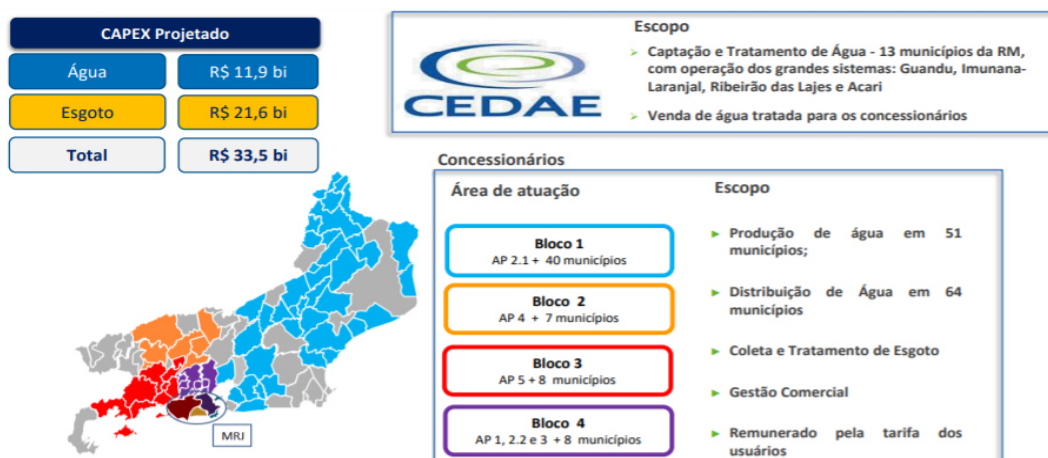 CAPEX Projetado
Água
R$ 11,9 bi
Esgoto
R$ 21,6 bi
Total
R$ 33,5 bi
CEDAE
Escopo
Captação e Tratamento de Água - 13 municípios da RM,
com operação dos grandes sistemas: Guandu, Imunana-
Laranjal, Ribeirão das Lajes e Acari
Venda de água tratada para os concessionários
MRJ
Concessionários
Área de atuação
Bloco 1
AP 2.1 + 40 municípios
Bloco 2
AP 4 + 7 municípios
Bloco 3
AP 5 + 8 municípios
Bloco 4
AP 1, 2.2 e 3 + 8 municípios
Escopo
Produção de água em 51
municípios;
Distribuição de Água em 64
municípios
Coleta e Tratamento de Esgoto
Gestão Comercial
Remunerado pela tarifa dos
usuários